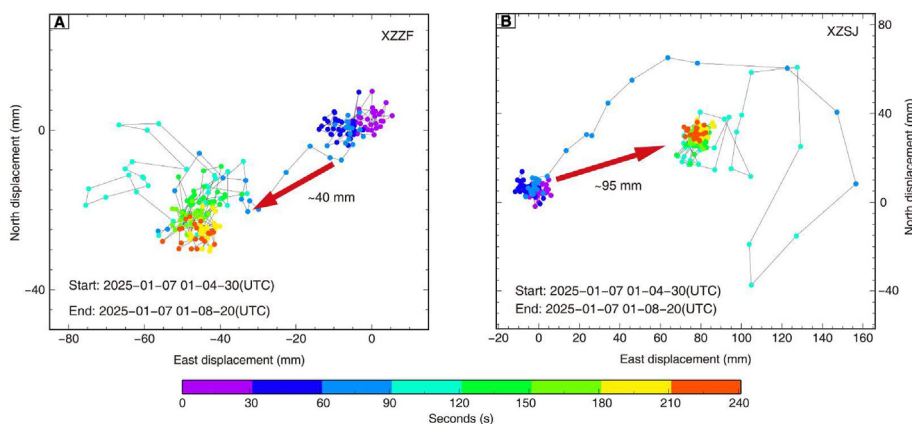 A
XZZF
North displacement (mm)
0
−40
~40 mm
Start: 2025−01−07 01−04−30(UTC)
End: 2025−01−07 01−08−20(UTC)
−80 −60 −40 −20 0
East displacement (mm)
B
XZSJ
80
40
0
−40
North displacement (mm)
~95 mm
Start: 2025−01−07 01−04−30(UTC)
End: 2025−01−07 01−08−20(UTC)
−20 0 20 40 60 80 100 120 140 160
East displacement (mm)
0 30 60 90 120 150 180 210 240
Seconds (s)